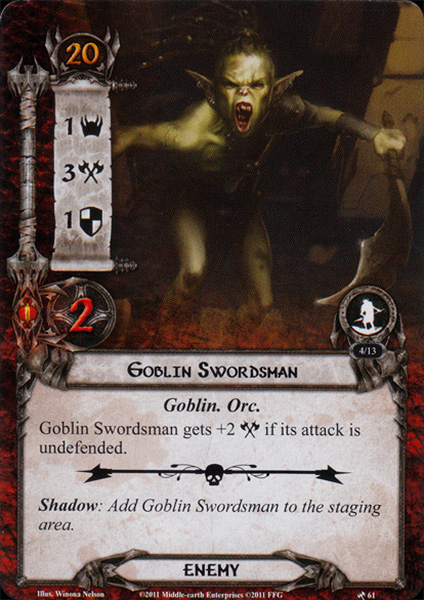 20
1
3
1
2
4/13
Goblin Swordsman
Goblin. Orc.
Goblin Swordsman gets +2 if its attack is
undefended.
Shadow: Add Goblin Swordsman to the staging
area.
ENEMY
Illus. Winona Nelson ©2011 Middle-earth Enterprises ©2011 FFG 61